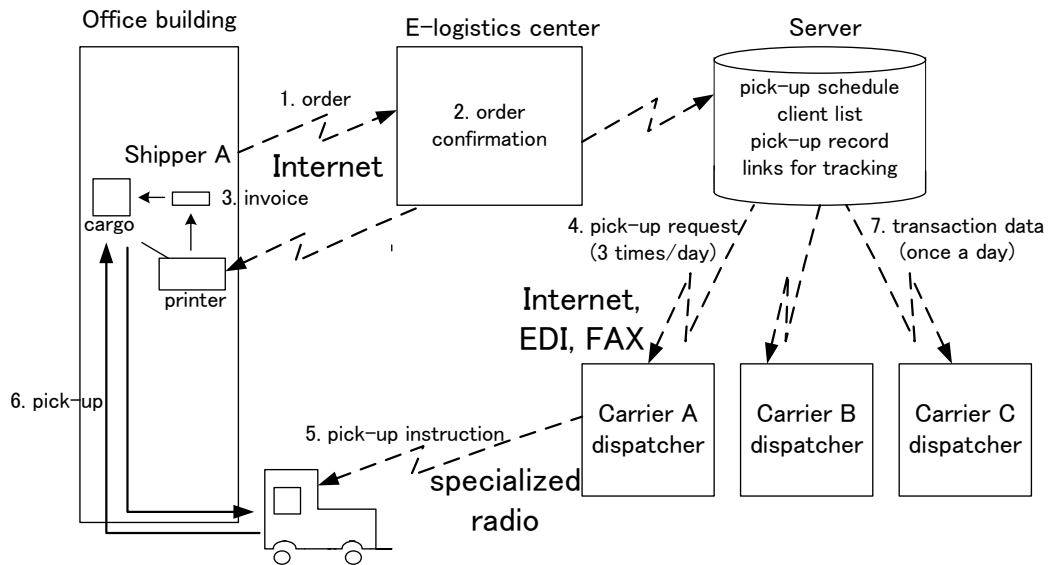 Office building
E-logistics center
Server
1. order
2. order
confirmation
pick-up schedule
client list
pick-up record
links for tracking
Shipper A
Internet
3. invoice
cargo
printer
4. pick-up request
(3 times/day)
7. transaction data
(once a day)
Internet,
EDI, FAX
6. pick-up
5. pick-up instruction
Carrier A
dispatcher
Carrier B
dispatcher
Carrier C
dispatcher
specialized
radio